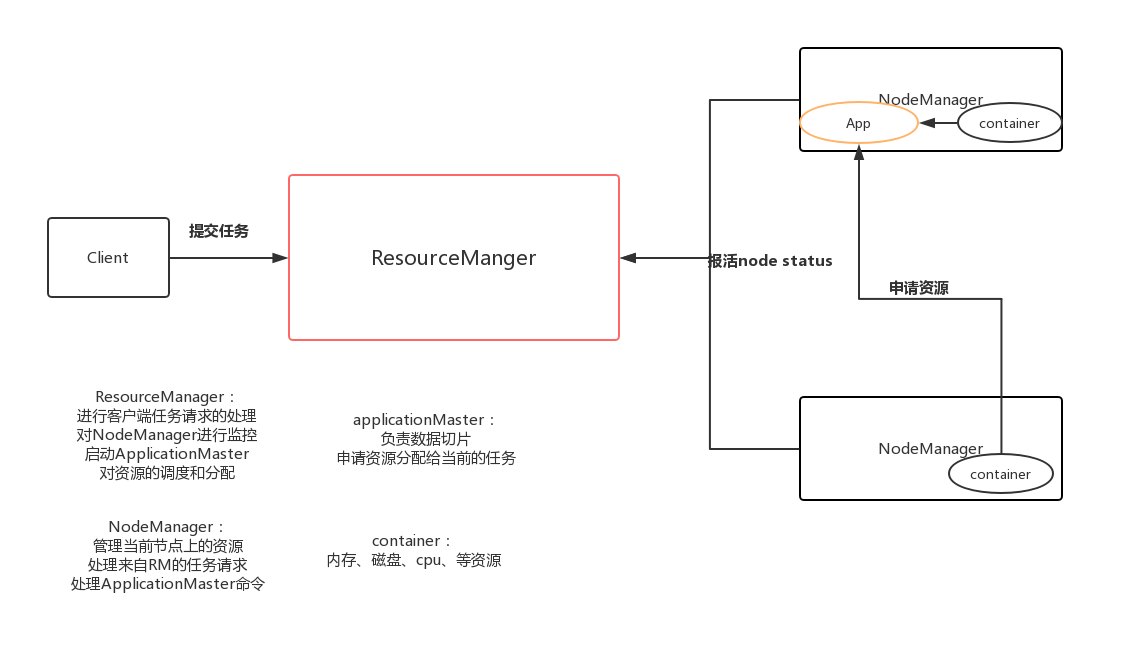 NodeManager
App
container
提交任务
Client
ResourceManger
报活node status
申请资源
ResourceManager：
进行客户端任务请求的处理
对NodeManager进行监控
启动ApplicationMaster
对资源的调度和分配
applicationMaster：
负责数据切片
申请资源分配给当前的任务
NodeManager
container
NodeManager：
管理当前节点上的资源
处理来自RM的任务请求
处理ApplicationMaster命令
container：
内存、磁盘、cpu、等资源